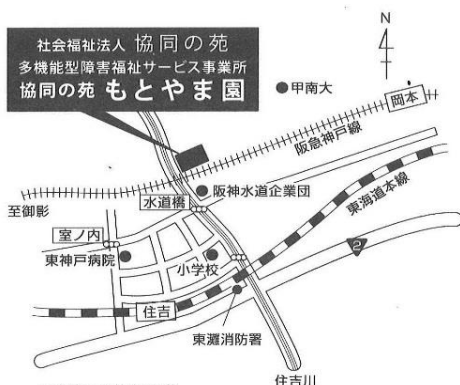 社会福祉法人 協同の苑
多機能型障害福祉サービス事業所
協同の苑 もとやま園
N
甲南大
岡本
阪急神戸線
阪神水道企業団
至御影
水道橋
東海道本線
室ノ内
東神戸病院
小学校
2
住吉
東灘消防署
住吉川